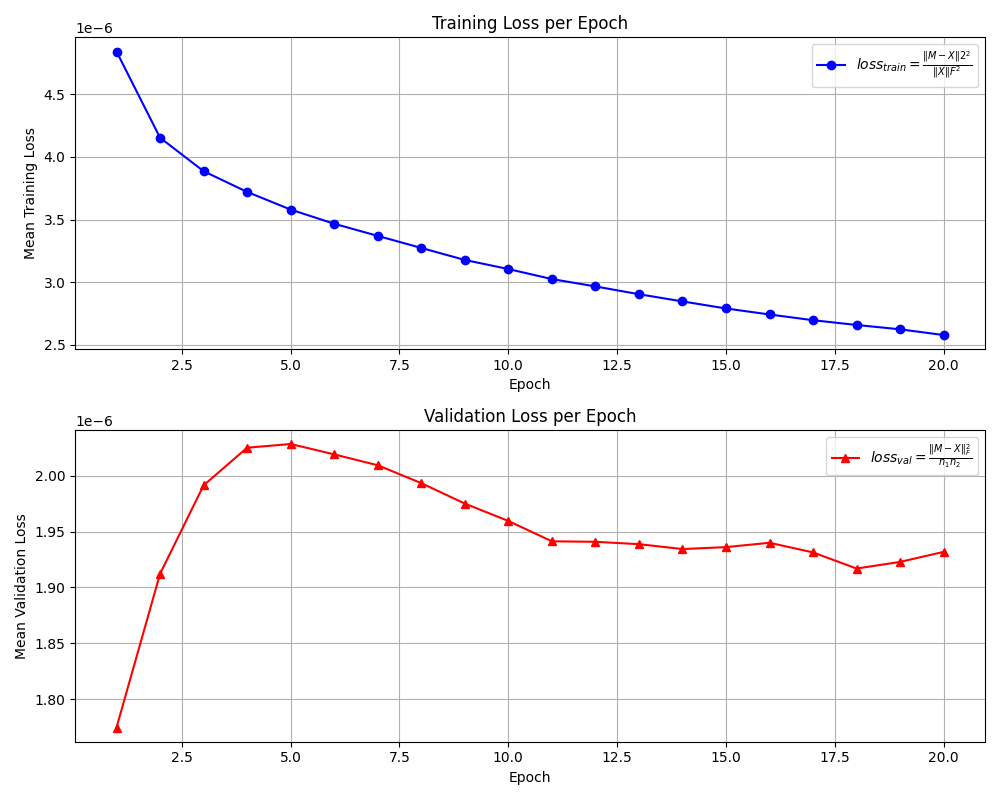 Training Loss per Epoch
1e−6
loss_train = ‖M − X‖2² / ‖X‖F²
4.5
4.0
3.5
3.0
2.5
Mean Training Loss
2.5 5.0 7.5 10.0 12.5 15.0 17.5 20.0
Epoch
Validation Loss per Epoch
1e−6
loss_val = ‖M − X‖_F² / n₁n₂
2.00
1.95
1.90
1.85
1.80
Mean Validation Loss
2.5 5.0 7.5 10.0 12.5 15.0 17.5 20.0
Epoch